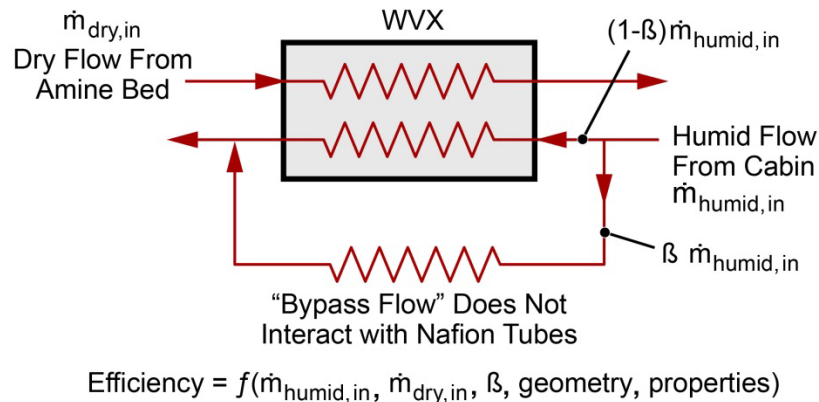 WVX
ṁdry,in
Dry Flow From
Amine Bed
(1-ß)ṁhumid,in
Humid Flow
From Cabin
ṁhumid,in
ß ṁhumid,in
“Bypass Flow” Does Not
Interact with Nafion Tubes
Efficiency = f(ṁhumid,in, ṁdry,in, ß, geometry, properties)